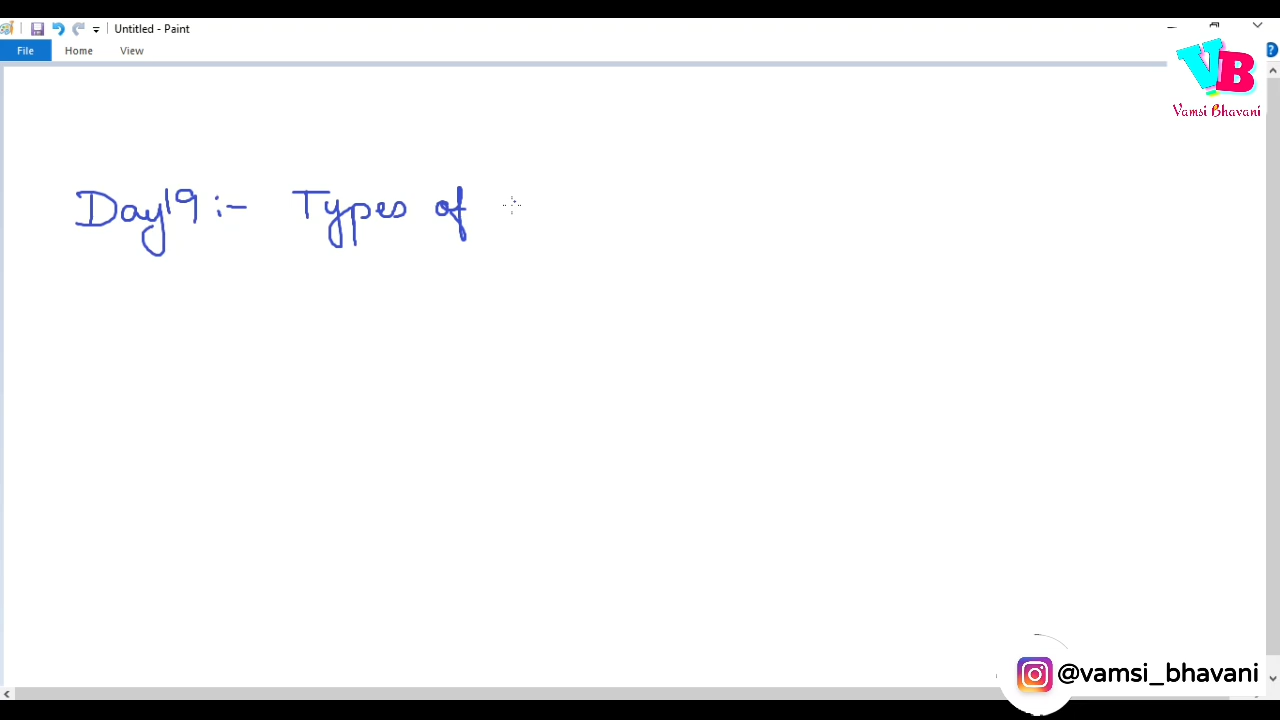 Untitled - Paint
File Home View
VB
Vamsi Bhavani
Day19 :- Types of
@vamsi_bhavani